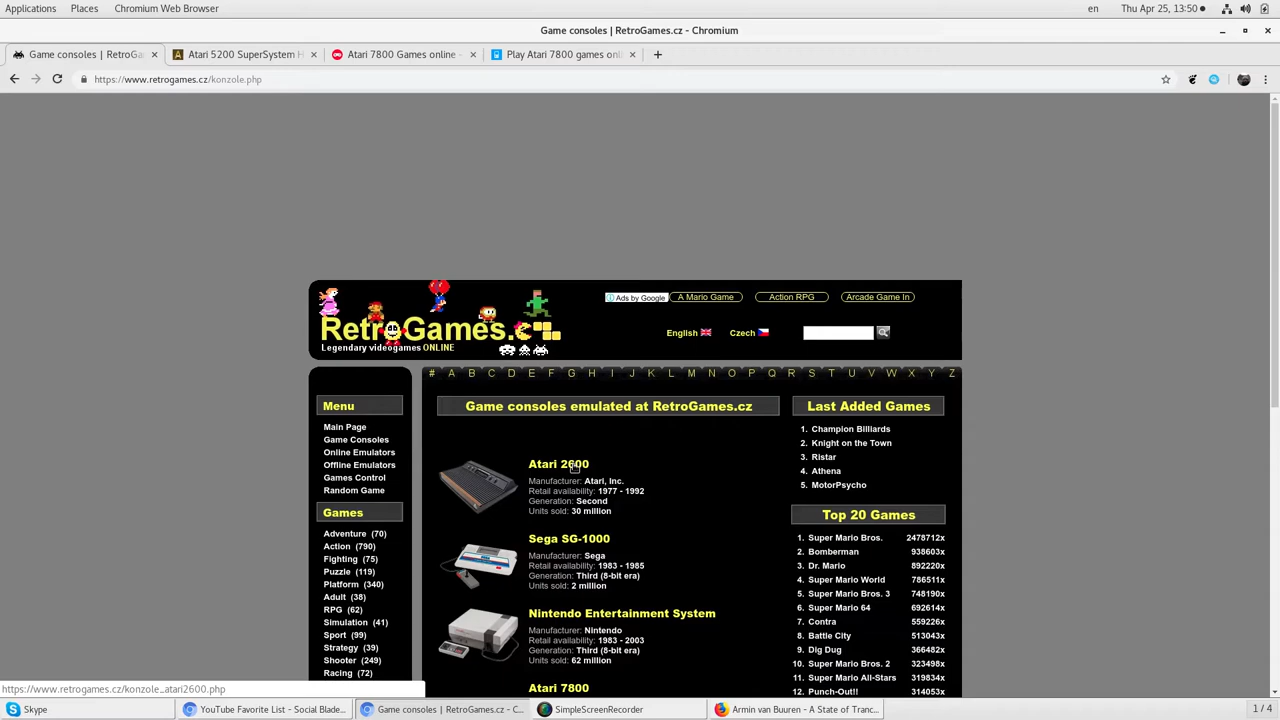 Applications Places Chromium Web Browser en Thu Apr 25, 13:50
Game consoles | RetroGames.cz - Chromium
Game consoles | RetroGa Atari 5200 SuperSystem H Atari 7800 Games online - Play Atari 7800 games onl
https://www.retrogames.cz/konzole.php
RetroGames.c
Legendary videogames ONLINE
Ads by Google A Mario Game Action RPG Arcade Game In
English Czech
# A B C D E F G H I J K L M N O P Q R S T U V W X Y Z
Menu
Main Page
Game Consoles
Online Emulators
Offline Emulators
Games Control
Random Game
Games
Adventure (70)
Action (790)
Fighting (75)
Puzzle (119)
Platform (340)
Adult (38)
RPG (62)
Simulation (41)
Sport (99)
Strategy (39)
Shooter (249)
Racing (72)
Game consoles emulated at RetroGames.cz
Atari 2600
Manufacturer: Atari, Inc.
Retail availability: 1977 - 1992
Generation: Second
Units sold: 30 million
Sega SG-1000
Manufacturer: Sega
Retail availability: 1983 - 1985
Generation: Third (8-bit era)
Units sold: 2 million
Nintendo Entertainment System
Manufacturer: Nintendo
Retail availability: 1983 - 2003
Generation: Third (8-bit era)
Units sold: 62 million
Atari 7800
Last Added Games
1. Champion Billiards
2. Knight on the Town
3. Ristar
4. Athena
5. MotorPsycho
Top 20 Games
1. Super Mario Bros. 2478712x
2. Bomberman 938603x
3. Dr. Mario 892220x
4. Super Mario World 786511x
5. Super Mario Bros. 3 748190x
6. Super Mario 64 692614x
7. Contra 559226x
8. Battle City 513043x
9. Dig Dug 366482x
10. Super Mario Bros. 2 323498x
11. Super Mario All-Stars 319834x
12. Punch-Out!! 314053x
https://www.retrogames.cz/konzole_atari2600.php
Skype YouTube Favorite List - Social Blade... Game consoles | RetroGames.cz - C... SimpleScreenRecorder Armin van Buuren - A State of Tranc... 1 / 4